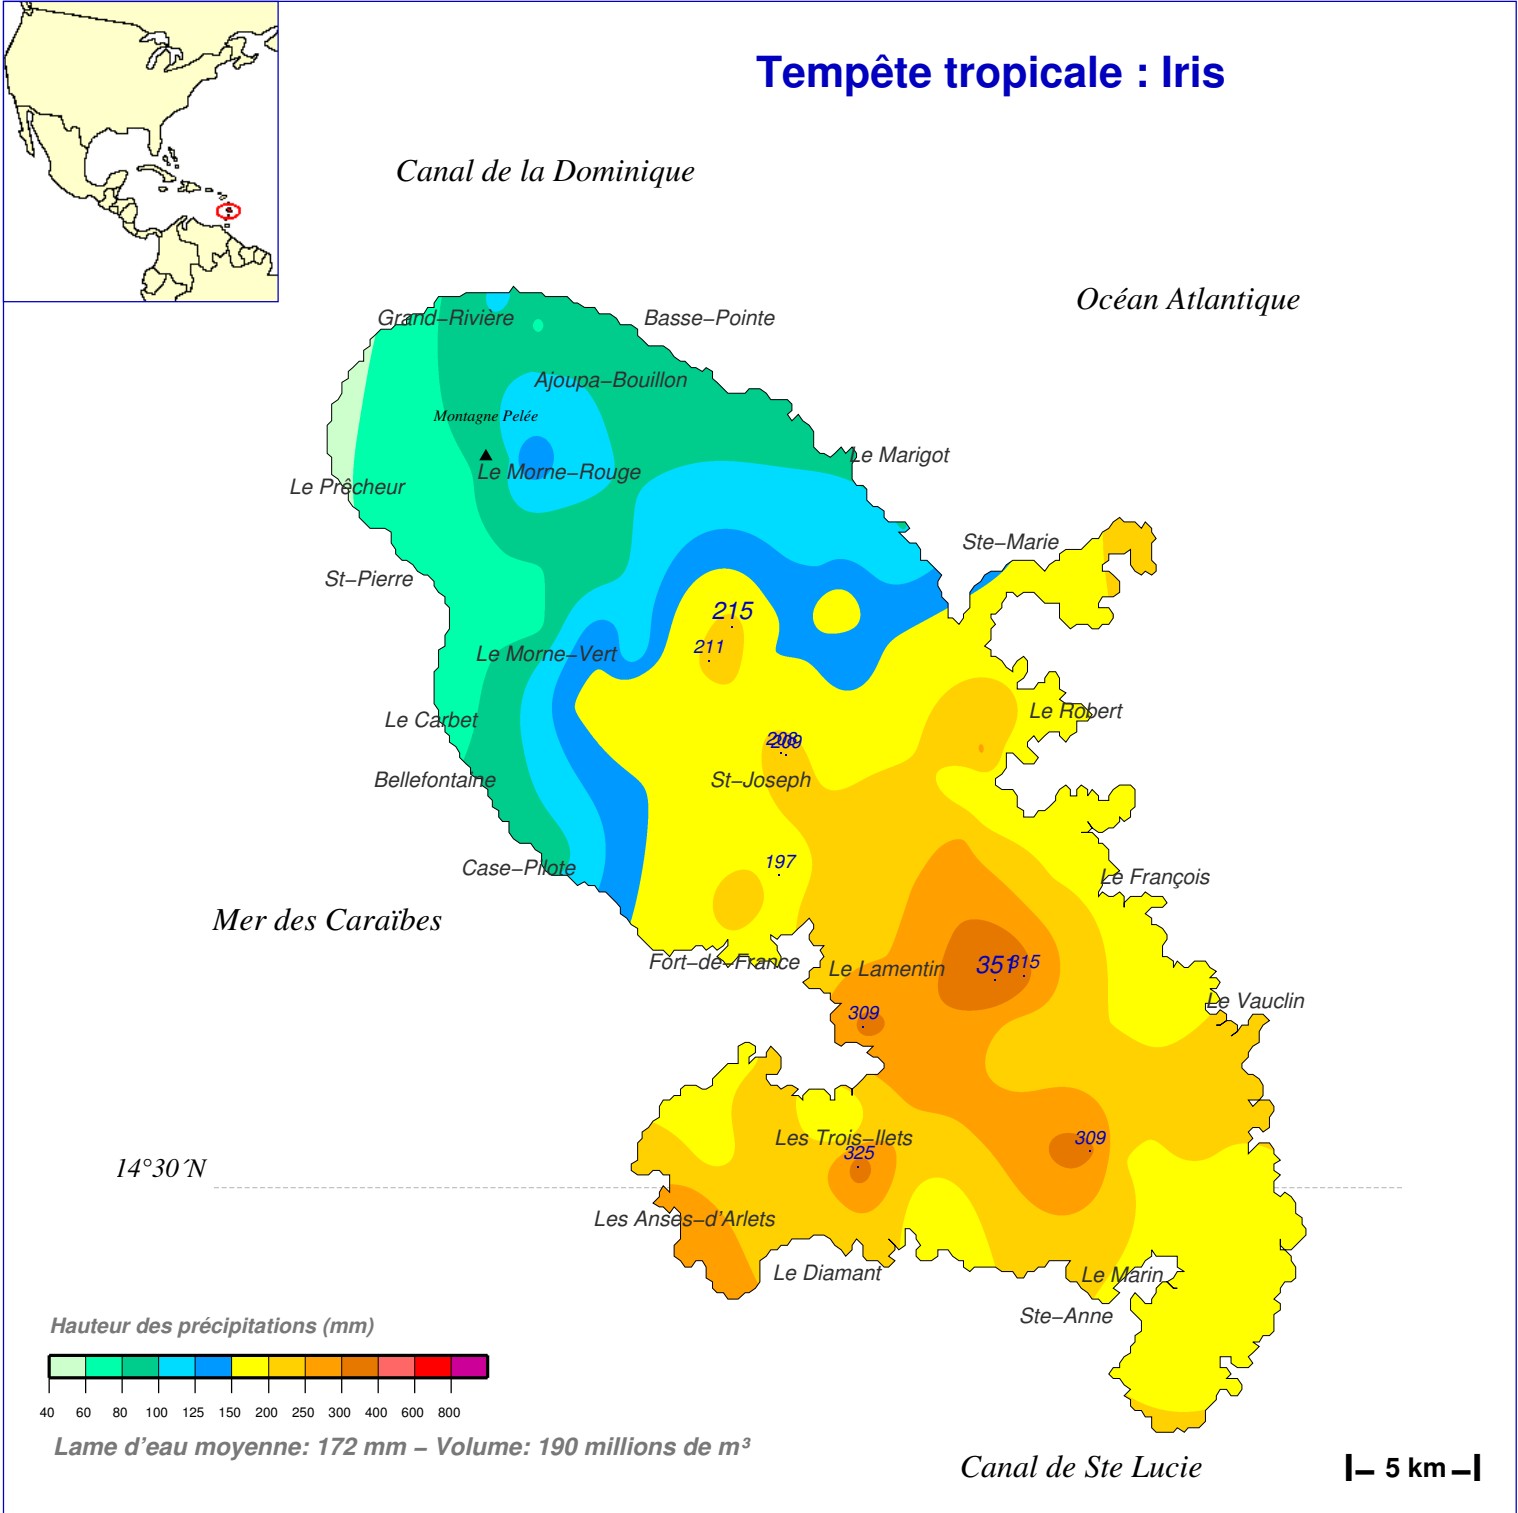 Tempête tropicale : Iris
Canal de la Dominique
Océan Atlantique
Grand−Rivière
Basse−Pointe
Ajoupa−Bouillon
Montagne Pelée
Le Marigot
Le Morne−Rouge
Le Prêcheur
Ste−Marie
St−Pierre
215
211
Le Morne−Vert
Le Robert
Le Carbet
208
209
Bellefontaine
St−Joseph
197
Case−Pilote
Le François
Mer des Caraïbes
Fort−de−France
Le Lamentin
351
315
Le Vauclin
309
Les Trois−Ilets
309
325
14°30´N
Les Anses−d'Arlets
Le Diamant
Le Marin
Ste−Anne
Hauteur des précipitations (mm)
40 60 80 100 125 150 200 250 300 400 600 800
Lame d'eau moyenne: 172 mm − Volume: 190 millions de m³
Canal de Ste Lucie
5 km